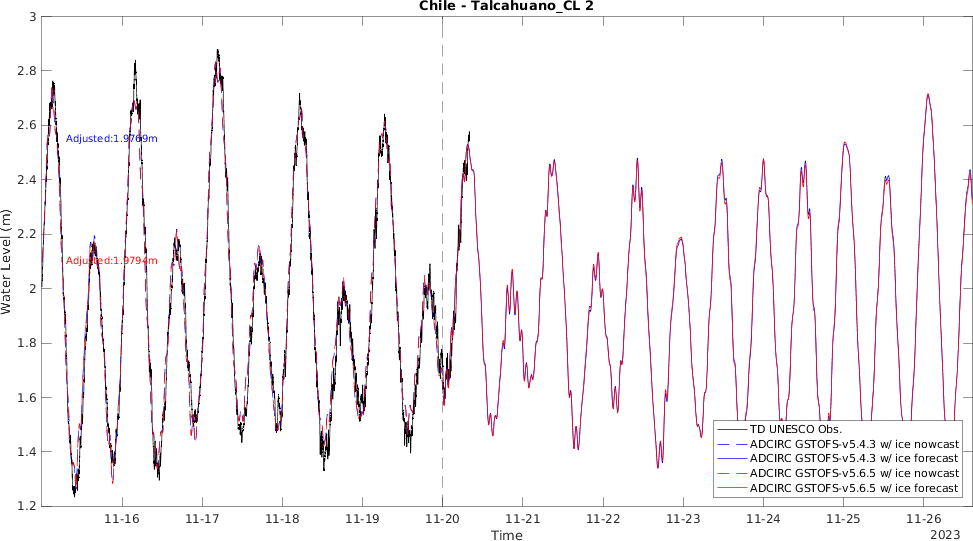 Chile - Talcahuano_CL 2
Water Level (m)
3
2.8
2.6
2.4
2.2
2
1.8
1.6
1.4
1.2
Adjusted:1.9769m
Adjusted:1.9794m
TD UNESCO Obs.
ADCIRC GSTOFS-v5.4.3 w/ ice nowcast
ADCIRC GSTOFS-v5.4.3 w/ ice forecast
ADCIRC GSTOFS-v5.6.5 w/ ice nowcast
ADCIRC GSTOFS-v5.6.5 w/ ice forecast
11-16 11-17 11-18 11-19 11-20 11-21 11-22 11-23 11-24 11-25 11-26
2023
Time